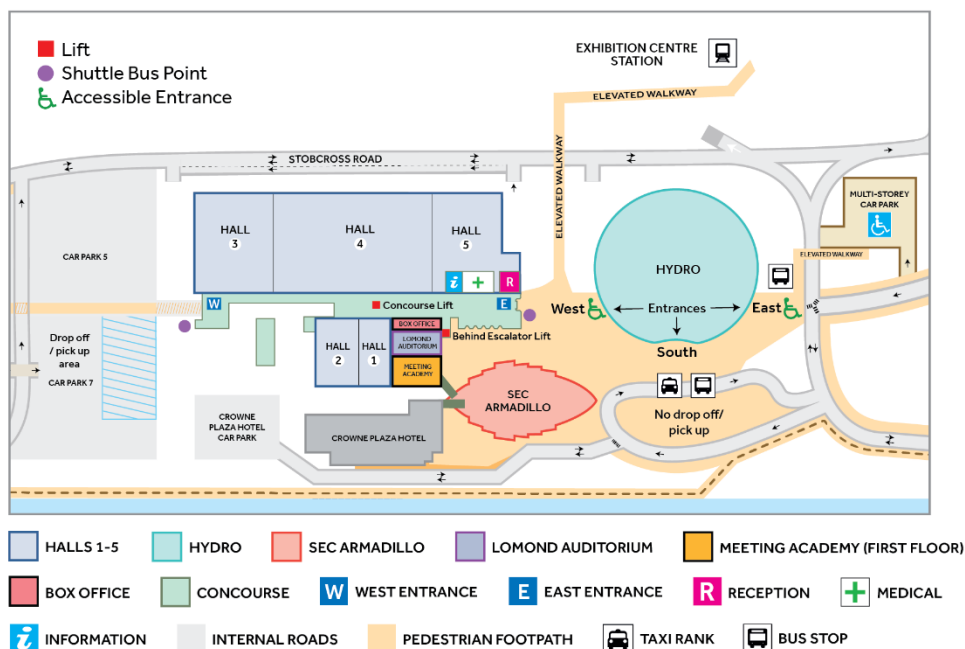 Lift
Shuttle Bus Point
Accessible Entrance
EXHIBITION CENTRE
STATION
ELEVATED WALKWAY
STOBCROSS ROAD
ELEVATED WALKWAY
MULTI-STOREY
CAR PARK
HALL
3
HALL
4
HALL
5
CAR PARK 5
HYDRO
ELEVATED WALKWAY
i
R
W
Concourse Lift
E
West
Entrances
East
South
BOX OFFICE
Behind Escalator Lift
LOMOND
AUDITORIUM
HALL
2
HALL
1
MEETING
ACADEMY
Drop off
/ pick up
area
CAR PARK 7
SEC
ARMADILLO
No drop off/
pick up
CROWNE
PLAZA HOTEL
CAR PARK
CROWNE PLAZA HOTEL
HALLS 1-5
HYDRO
SEC ARMADILLO
LOMOND AUDITORIUM
MEETING ACADEMY (FIRST FLOOR)
BOX OFFICE
CONCOURSE
W WEST ENTRANCE
E EAST ENTRANCE
R RECEPTION
MEDICAL
i INFORMATION
INTERNAL ROADS
PEDESTRIAN FOOTPATH
TAXI RANK
BUS STOP